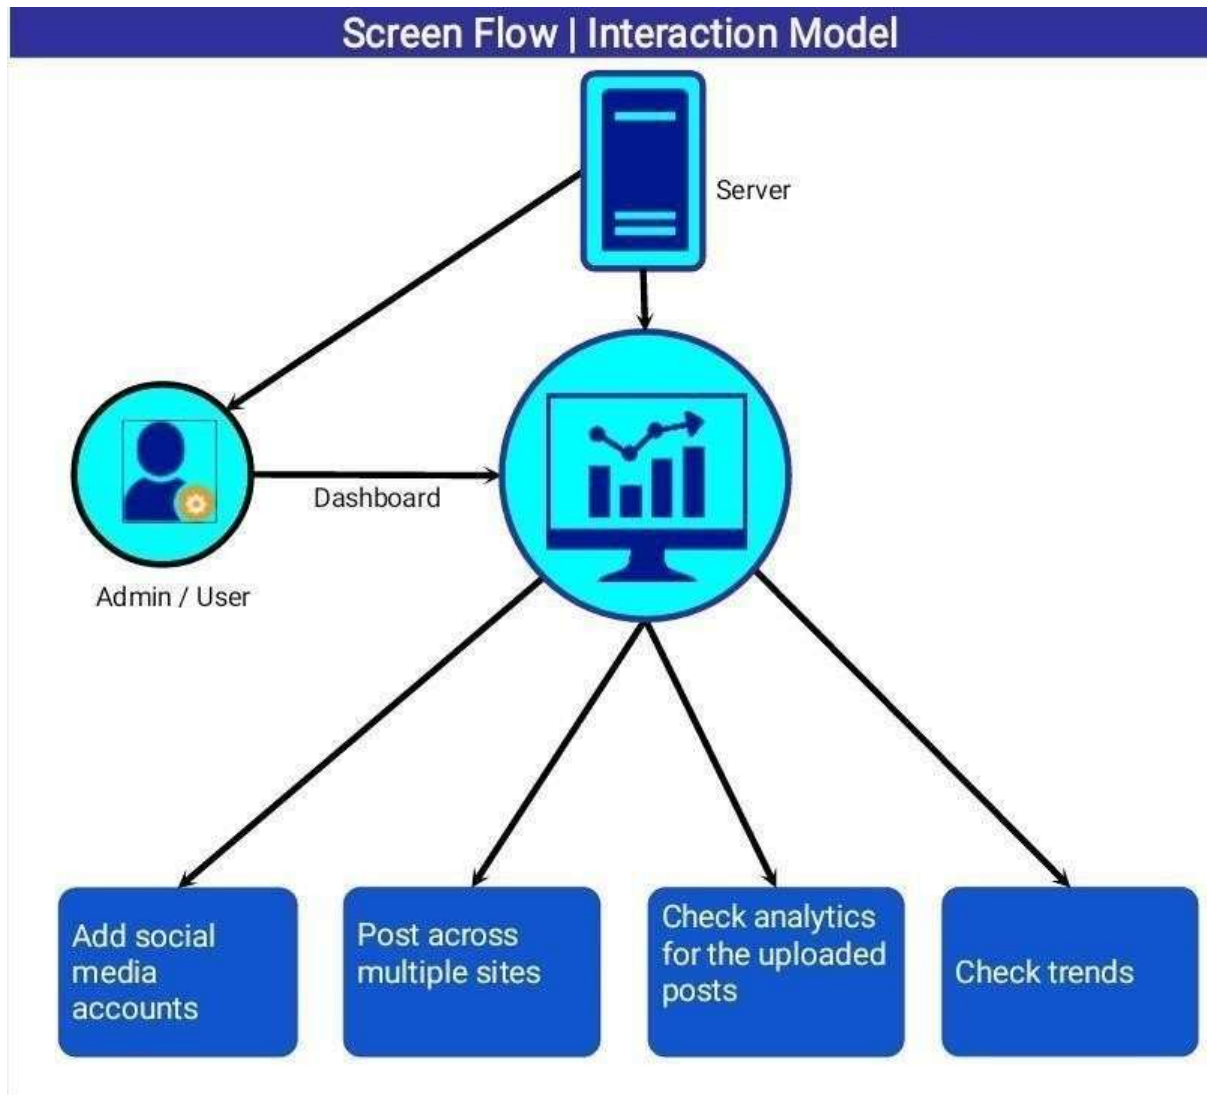 Screen Flow | Interaction Model
Server
Dashboard
Admin / User
Add social
media
accounts
Post across
multiple sites
Check analytics
for the uploaded
posts
Check trends